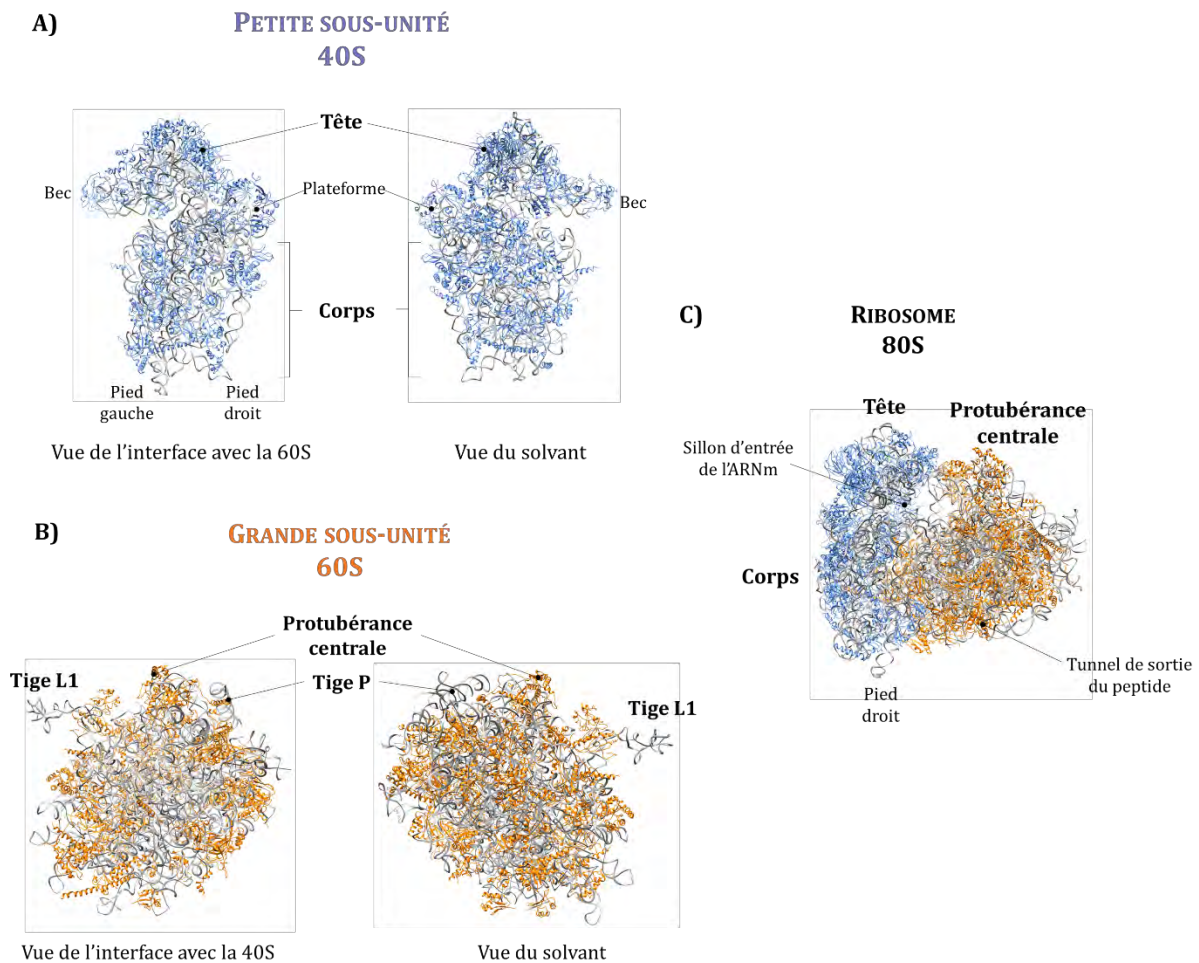 A)
PETITE SOUS-UNITÉ
40S
Tête
Bec
Plateforme
Bec
Corps
Pied
gauche
Pied
droit
Vue de l'interface avec la 60S
Vue du solvant
B)
GRANDE SOUS-UNITÉ
60S
Protubérance
centrale
Tige L1
Tige P
Tige L1
Vue de l'interface avec la 40S
Vue du solvant
C)
RIBOSOME
80S
Tête
Protubérance
centrale
Sillon d'entrée
de l'ARNm
Corps
Tunnel de sortie
du peptide
Pied
droit